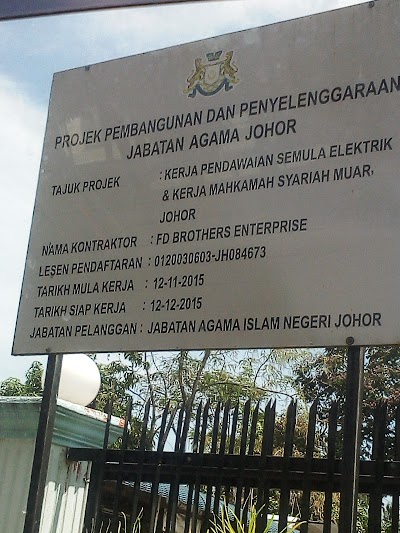 PROJEK PEMBANGUNAN DAN PENYELENGGARAAN
JABATAN AGAMA JOHOR
TAJUK PROJEK : KERJA PENDAWAIAN SEMULA ELEKTRIK
& KERJA MAHKAMAH SYARIAH MUAR,
JOHOR
NAMA KONTRAKTOR : FD BROTHERS ENTERPRISE
LESEN PENDAFTARAN : 0120030603-JH084673
TARIKH MULA KERJA : 12-11-2015
TARIKH SIAP KERJA : 12-12-2015
JABATAN PELANGGAN : JABATAN AGAMA ISLAM NEGERI JOHOR